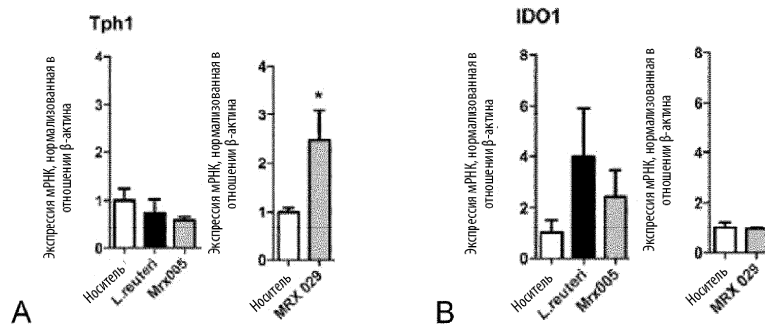 Tph1
Экспрессия мРНК, нормализованная в
отношении β-актина
4
3
2
1
0
Носитель
L.reuteri
Mrx005
Экспрессия мРНК, нормализованная в
отношении β-актина
4
3
2
1
0
*
Носитель
MRX 029
A
IDO1
Экспрессия мРНК, нормализованная в
отношении β-актина
8
6
4
2
0
Носитель
L.reuteri
Mrx005
Экспрессия мРНК, нормализованная в
отношении β-актина
8
6
4
2
0
Носитель
MRX 029
B